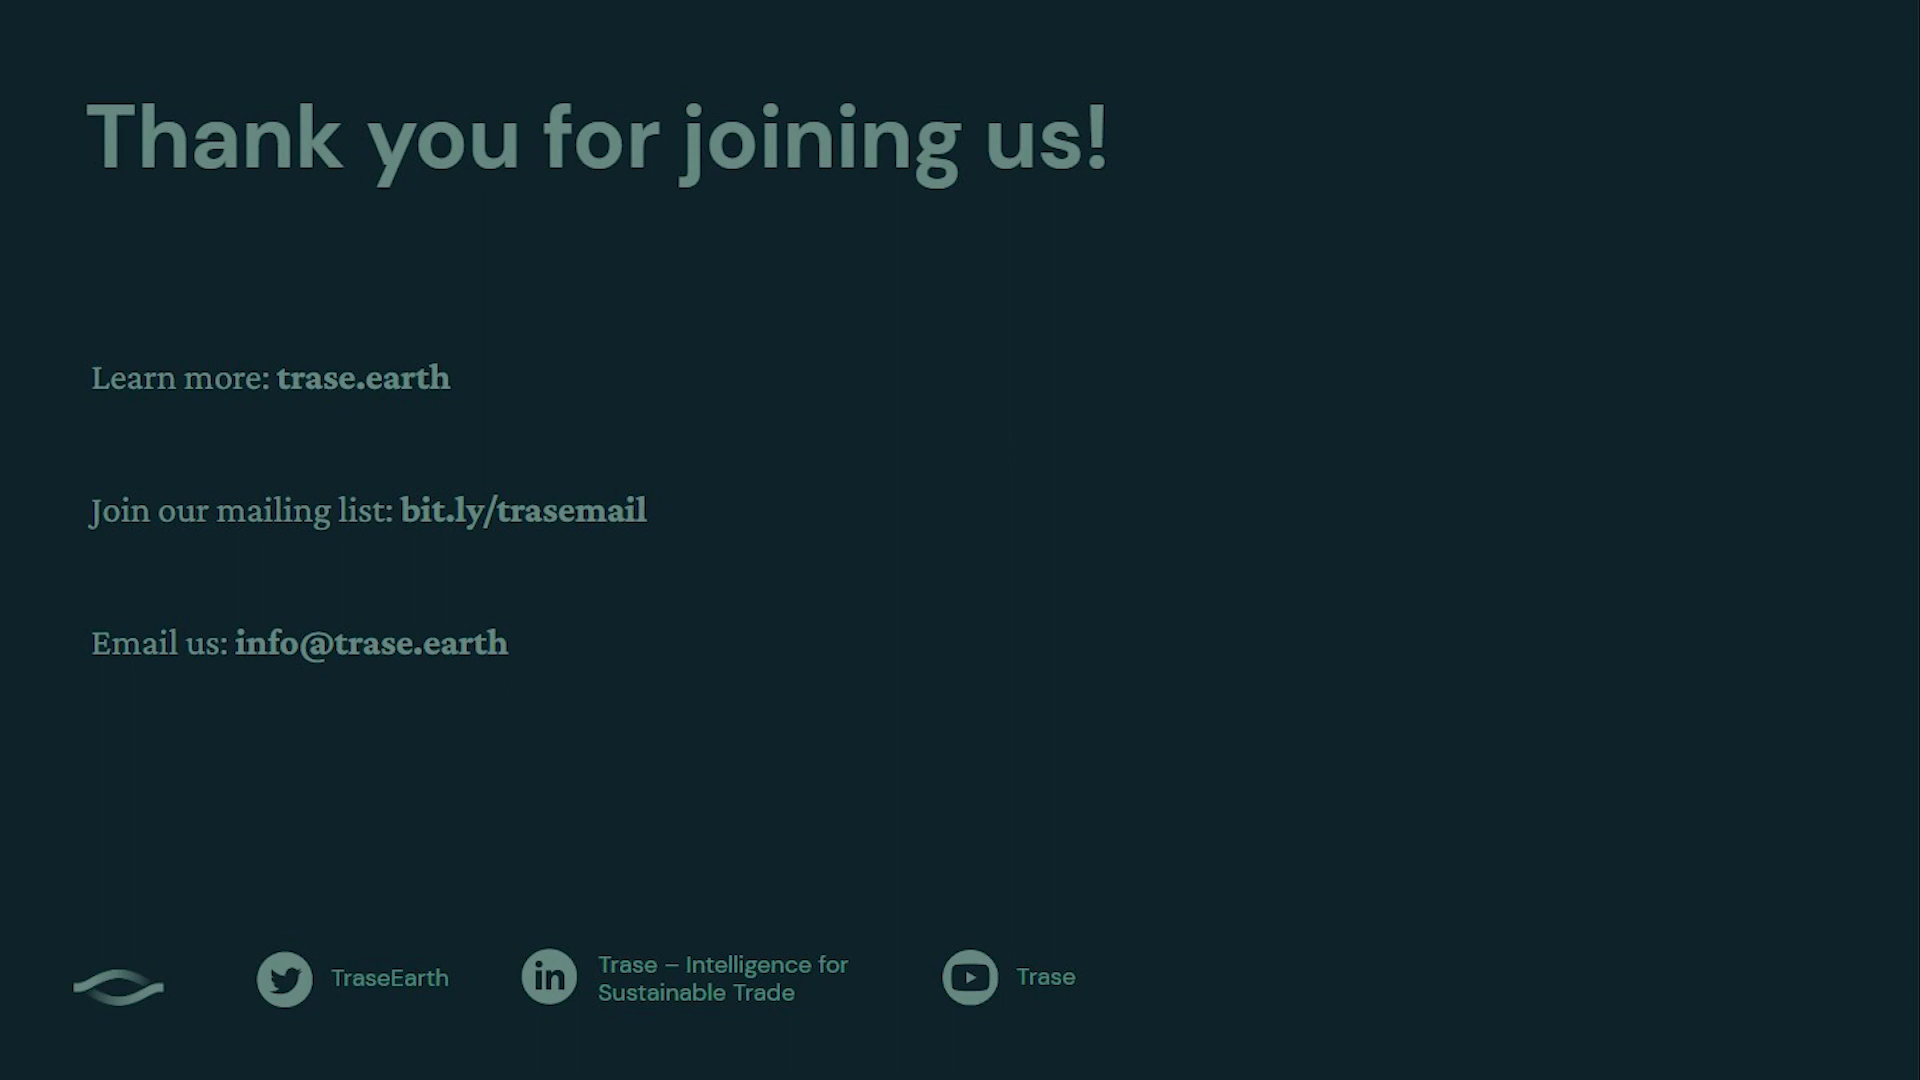 Thank you for joining us!
Learn more: trase.earth
Join our mailing list: bit.ly/trasemail
Email us: info@trase.earth
TraseEarth
in
Trase – Intelligence for
Sustainable Trade
Trase